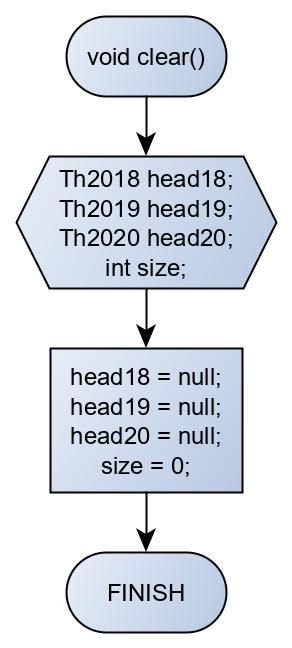 void clear()
Th2018 head18;
Th2019 head19;
Th2020 head20;
int size;
head18 = null;
head19 = null;
head20 = null;
size = 0;
FINISH